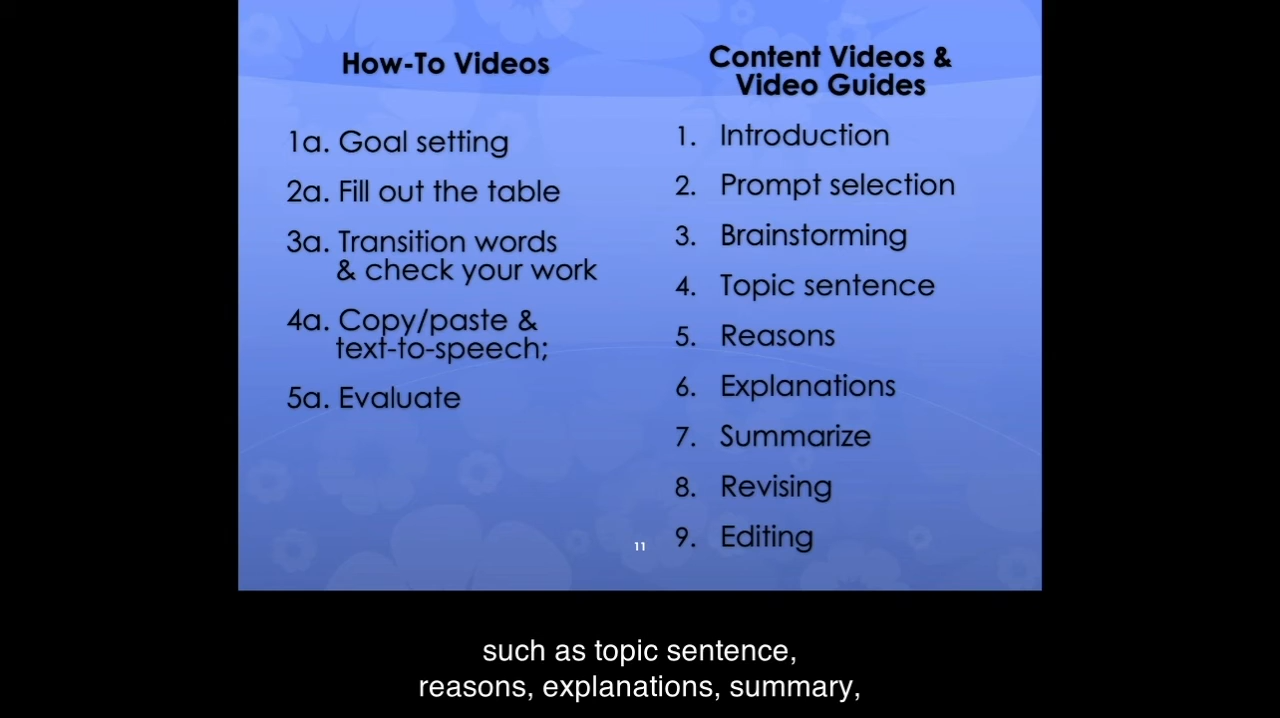 How-To Videos
1a. Goal setting
2a. Fill out the table
3a. Transition words
& check your work
4a. Copy/paste &
text-to-speech;
5a. Evaluate
Content Videos &
Video Guides
1. Introduction
2. Prompt selection
3. Brainstorming
4. Topic sentence
5. Reasons
6. Explanations
7. Summarize
8. Revising
9. Editing
11
such as topic sentence,
reasons, explanations, summary,